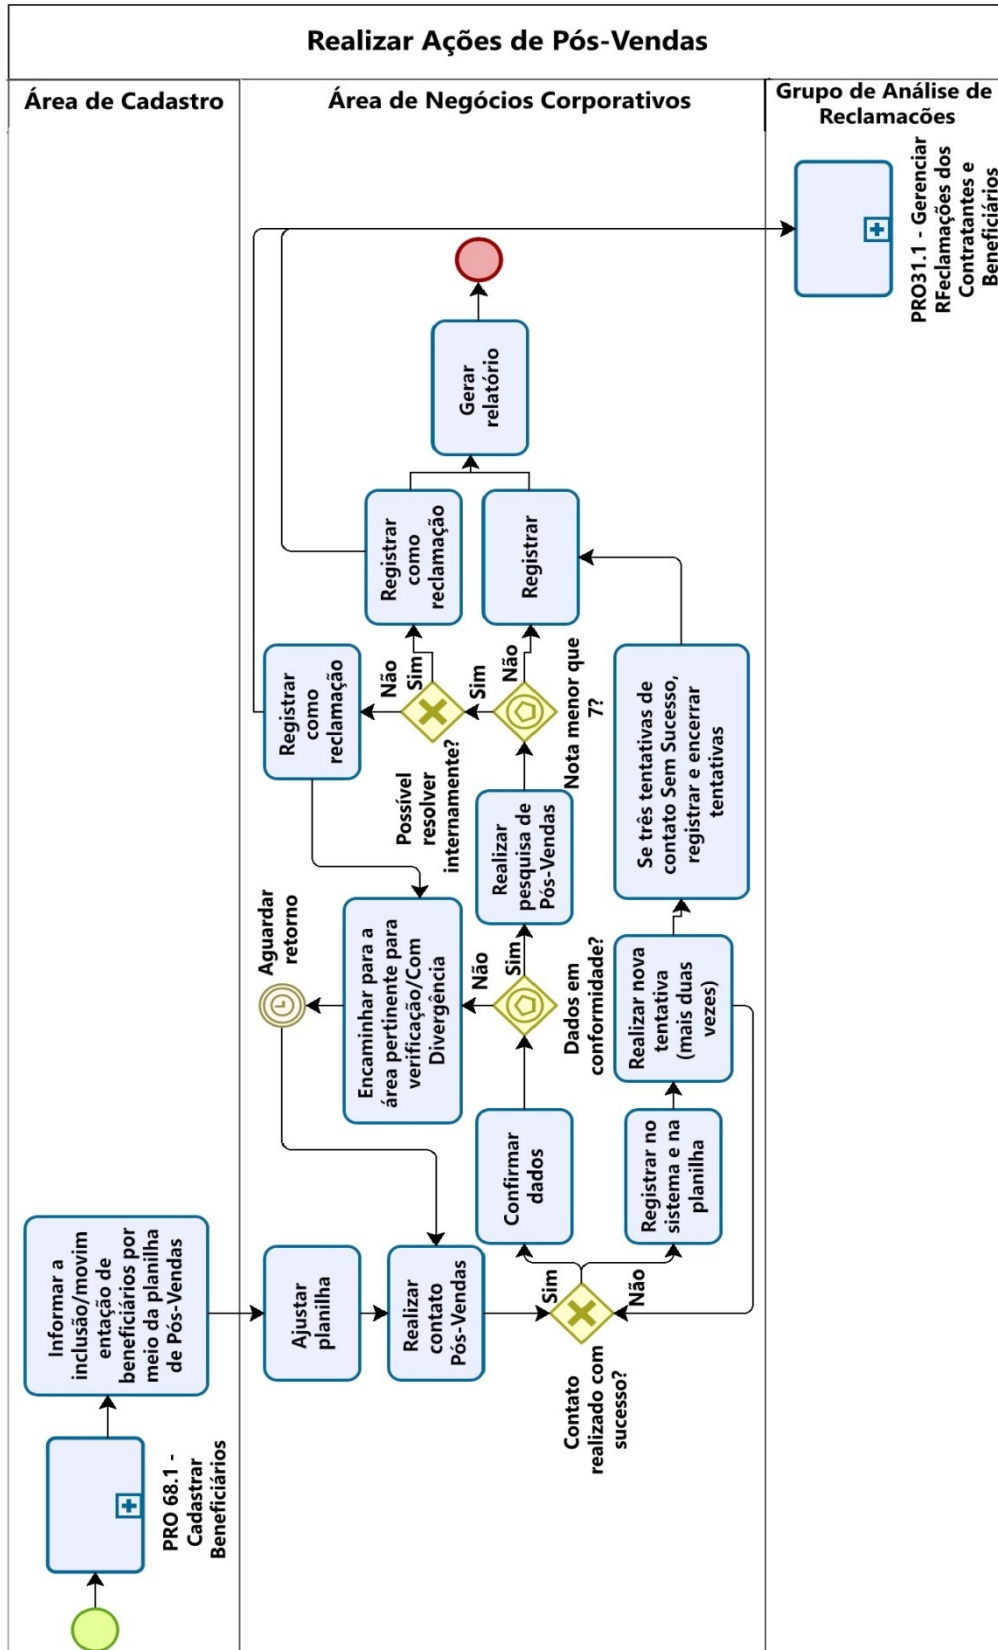 Realizar Ações de Pós-Vendas
Área de Cadastro
Área de Negócios Corporativos
Grupo de Análise de
Reclamacões
PRO 68.1 -
Cadastrar
Beneficiários
Informar a
inclusão/movim
entação de
beneficiários por
meio da planilha
de Pós-Vendas
Ajustar
planilha
Realizar
contato
Pós-Vendas
Contato
realizado com
sucesso?
Sim
Não
Confirmar
dados
Registrar no
sistema e na
planilha
Realizar nova
tentativa
(mais duas
vezes)
Se três tentativas de
contato Sem Sucesso,
registrar e encerrar
tentativas
Dados em
conformidade?
Não
Sim
Encaminhar para a
área pertinente para
verificação/Com
Divergência
Aguardar
retorno
Realizar
pesquisa de
Pós-Vendas
Nota menor que
7?
Sim
Não
Possível
resolver
internamente?
Não
Sim
Registrar
como
reclamação
Registrar
como
reclamação
Registrar
Gerar
relatório
PRO31.1 - Gerenciar
RFeclamações dos
Contratantes e
Beneficiários